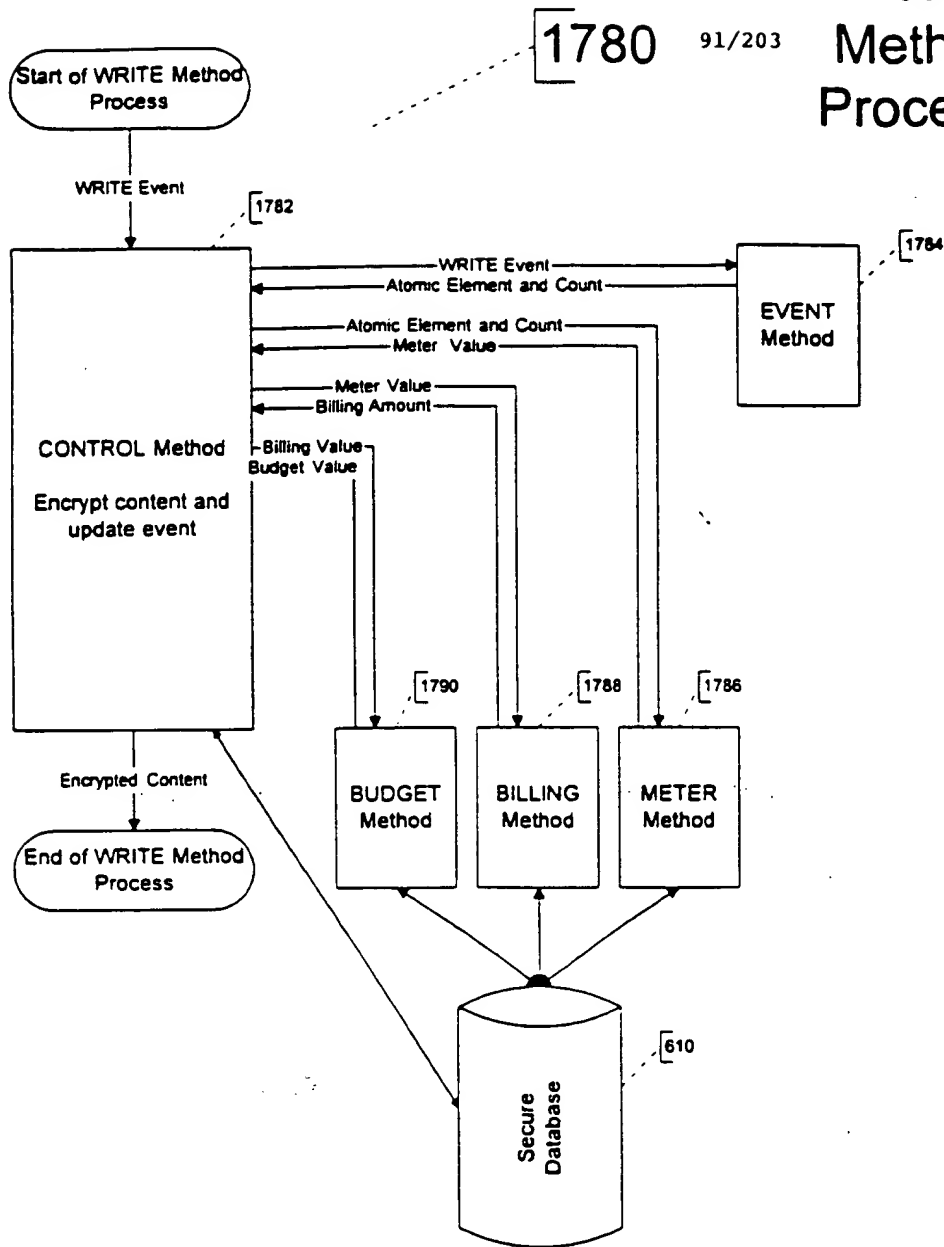 1780
91/203
Meth
Proce
Start of WRITE Method
Process
WRITE Event
1782
1784
WRITE Event
Atomic Element and Count
EVENT
Method
Atomic Element and Count
Meter Value
Meter Value
Billing Amount
CONTROL Method
Billing Value
Budget Value
Encrypt content and
update event
1790
1788
1786
Encrypted Content
BUDGET
Method
BILLING
Method
METER
Method
End of WRITE Method
Process
610
Secure
Database